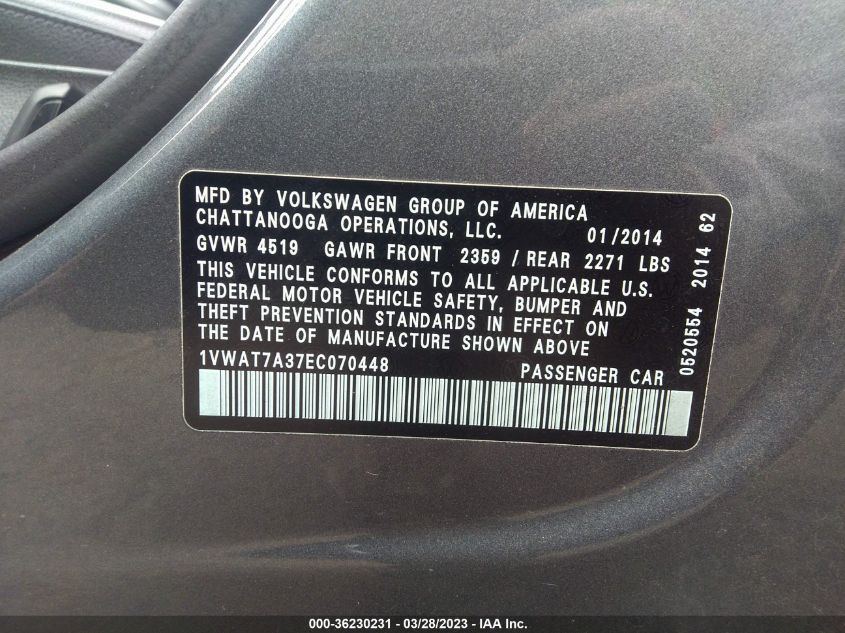 MFD BY VOLKSWAGEN GROUP OF AMERICA
CHATTANOOGA OPERATIONS, LLC. 01/2014
GVWR 4519 GAWR FRONT 2359 / REAR 2271 LBS
THIS VEHICLE CONFORMS TO ALL APPLICABLE U.S.
FEDERAL MOTOR VEHICLE SAFETY, BUMPER AND
THEFT PREVENTION STANDARDS IN EFFECT ON
THE DATE OF MANUFACTURE SHOWN ABOVE
1VWAT7A37EC070448 PASSENGER CAR
0520554 2014 62
000-36230231 - 03/28/2023 - IAA Inc.